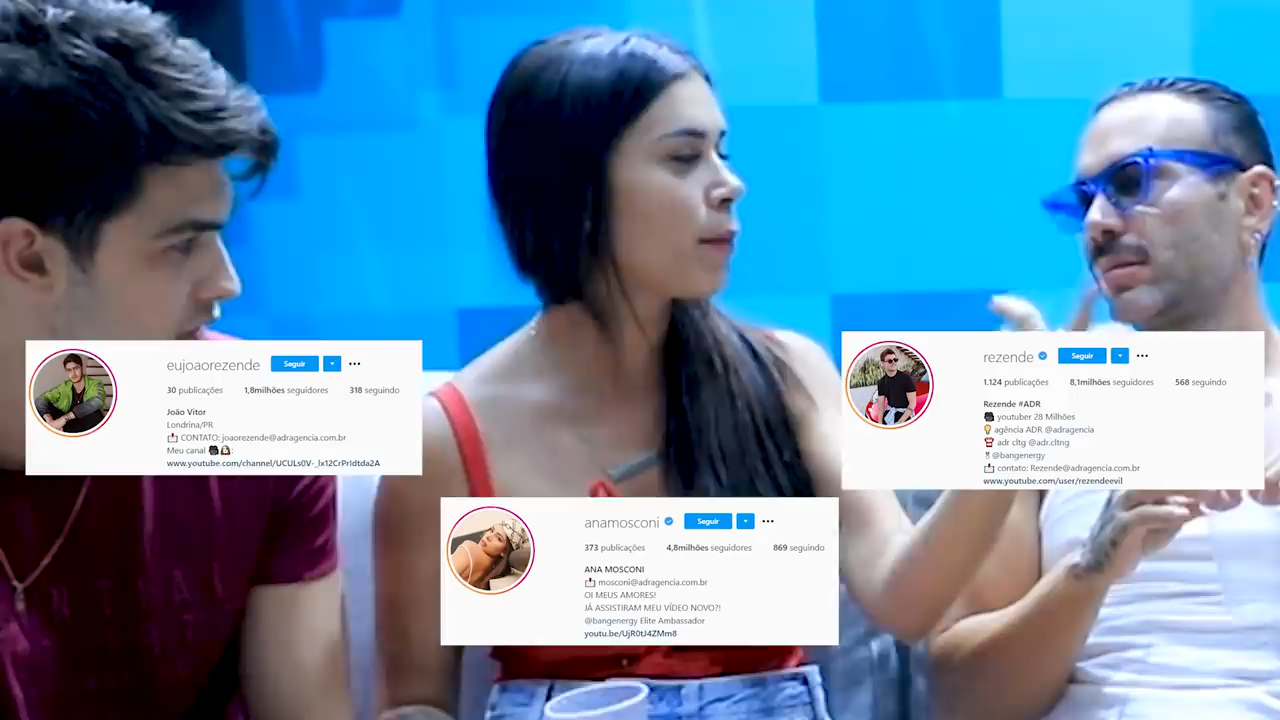 eujoaorezende Seguir
30 publicações 1,8milhões seguidores 318 seguindo
João Vitor
Londrina/PR
CONTATO: joaorezende@adragencia.com.br
Meu canal :
www.youtube.com/channel/UCULs0V-_lx12CrPrIdtda2A
rezende Seguir
1.124 publicações 8,1milhões seguidores 568 seguindo
Rezende #ADR
youtuber 28 Milhões
agência ADR @adragencia
adr cltg @adr.cltng
@bangenergy
contato: Rezende@adragencia.com.br
www.youtube.com/user/rezendeevil
anamosconi Seguir
373 publicações 4,8milhões seguidores 869 seguindo
ANA MOSCONI
mosconi@adragencia.com.br
OI MEUS AMORES!
JÁ ASSISTIRAM MEU VÍDEO NOVO?!
@bangenergy Elite Ambassador
youtu.be/UjR0tJ4ZMm8